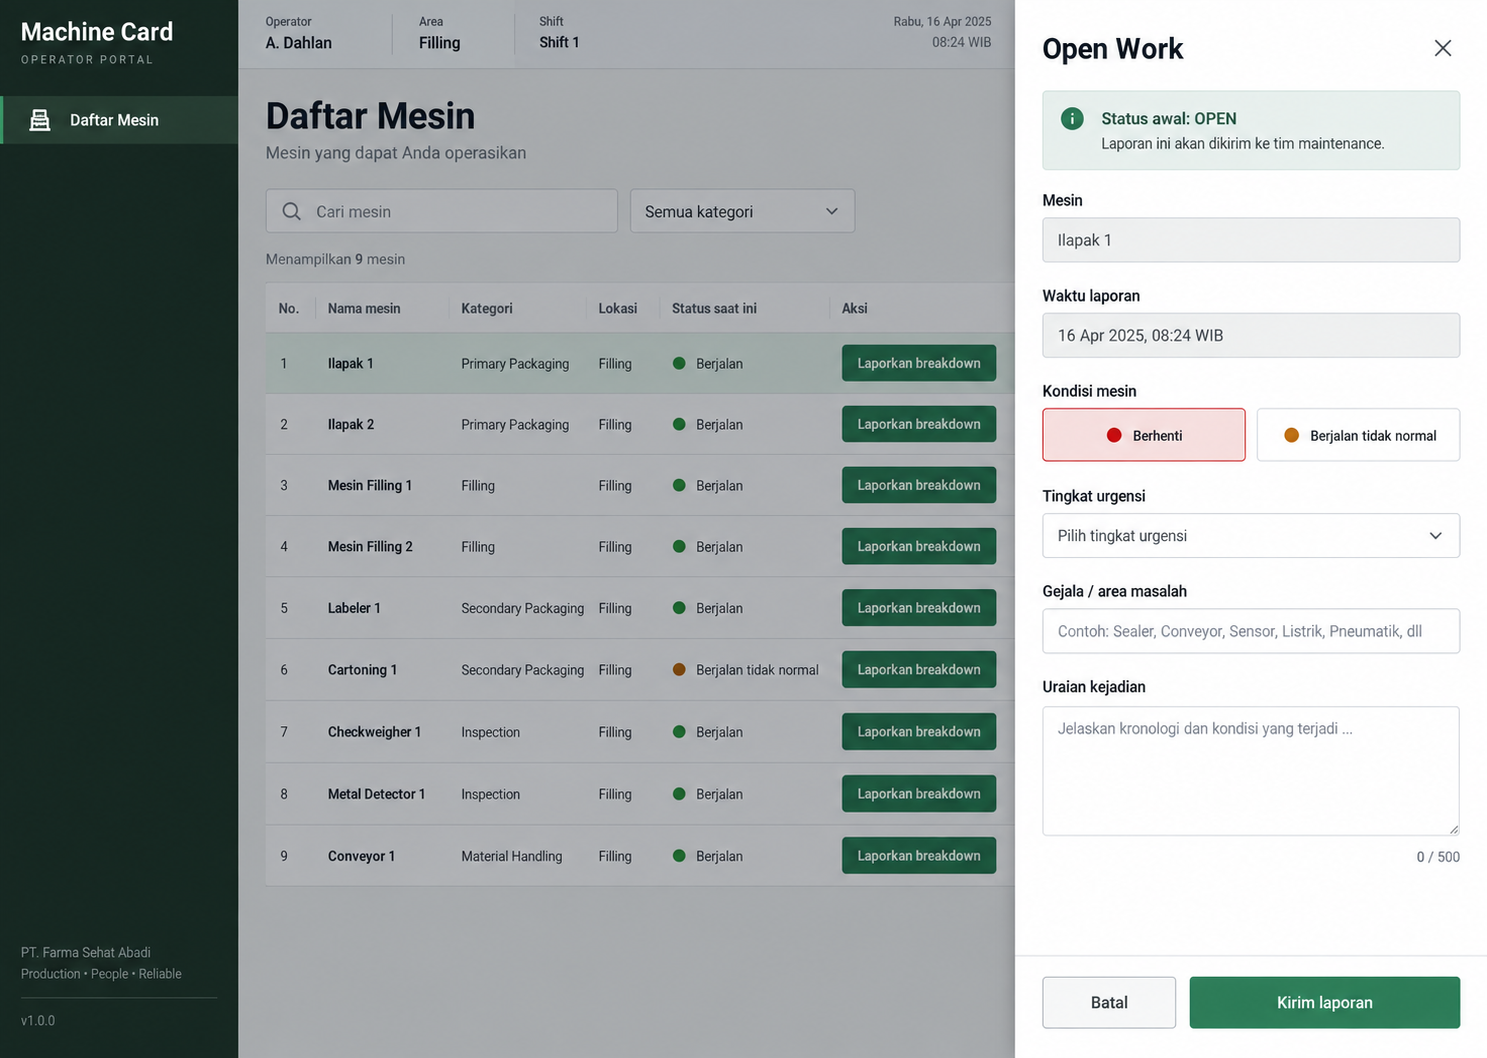 Machine Card
OPERATOR PORTAL
Daftar Mesin
PT. Farma Sehat Abadi
Production • People • Reliable
v1.0.0
Operator
A. Dahlan
Area
Filling
Shift
Shift 1
Rabu, 16 Apr 2025
08:24 WIB
Daftar Mesin
Mesin yang dapat Anda operasikan
Cari mesin
Semua kategori
Menampilkan 9 mesin
No. Nama mesin Kategori Lokasi Status saat ini Aksi
1 Ilapak 1 Primary Packaging Filling Berjalan Laporkan breakdown
2 Ilapak 2 Primary Packaging Filling Berjalan Laporkan breakdown
3 Mesin Filling 1 Filling Filling Berjalan Laporkan breakdown
4 Mesin Filling 2 Filling Filling Berjalan Laporkan breakdown
5 Labeler 1 Secondary Packaging Filling Berjalan Laporkan breakdown
6 Cartoning 1 Secondary Packaging Filling Berjalan tidak normal Laporkan breakdown
7 Checkweigher 1 Inspection Filling Berjalan Laporkan breakdown
8 Metal Detector 1 Inspection Filling Berjalan Laporkan breakdown
9 Conveyor 1 Material Handling Filling Berjalan Laporkan breakdown
Open Work
Status awal: OPEN
Laporan ini akan dikirim ke tim maintenance.
Mesin
Ilapak 1
Waktu laporan
16 Apr 2025, 08:24 WIB
Kondisi mesin
Berhenti
Berjalan tidak normal
Tingkat urgensi
Pilih tingkat urgensi
Gejala / area masalah
Contoh: Sealer, Conveyor, Sensor, Listrik, Pneumatik, dll
Uraian kejadian
Jelaskan kronologi dan kondisi yang terjadi ...
0 / 500
Batal
Kirim laporan